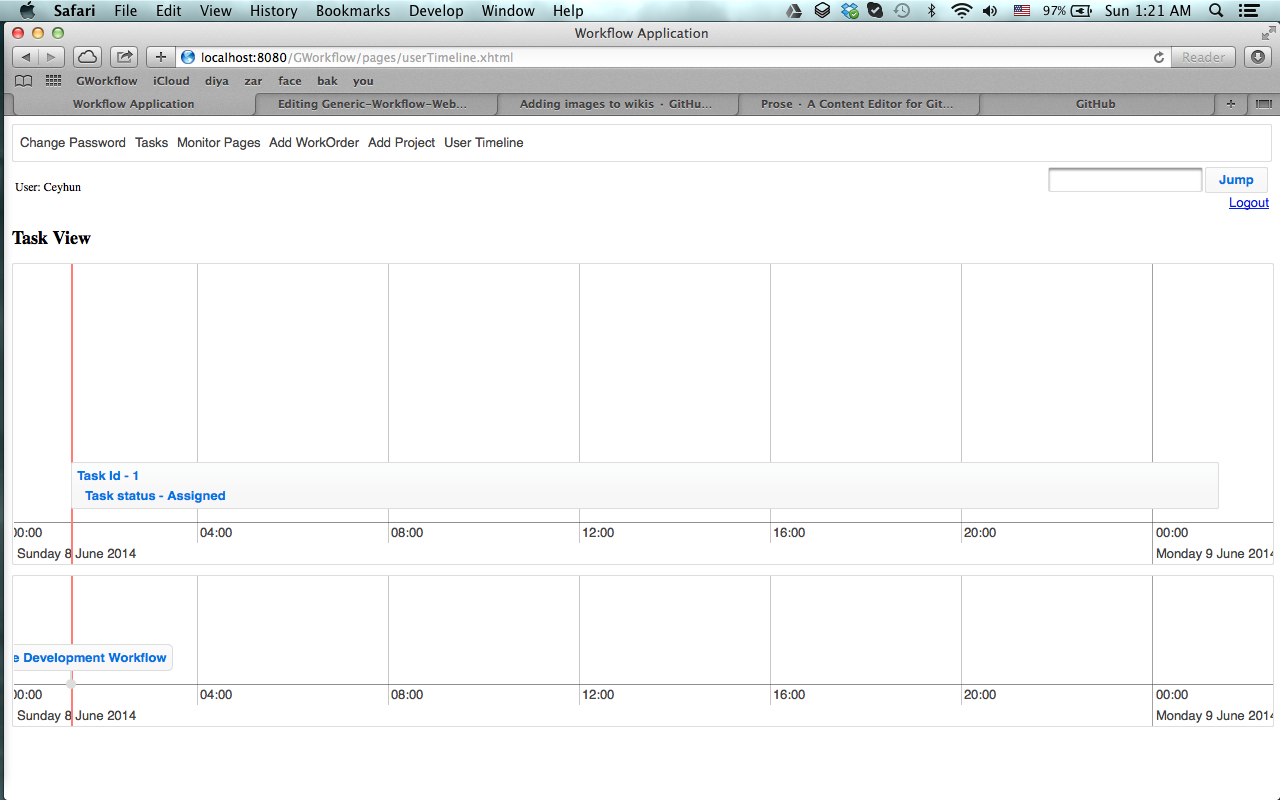 Safari File Edit View History Bookmarks Develop Window Help 97% Sun 1:21 AM
Workflow Application
localhost:8080/GWorkflow/pages/userTimeline.xhtml Reader
GWorkflow iCloud diya zar face bak you
Workflow Application Editing Generic-Workflow-Web... Adding images to wikis · GitHu... Prose · A Content Editor for Git... GitHub
Change Password Tasks Monitor Pages Add WorkOrder Add Project User Timeline
User: Ceyhun Jump
Logout
Task View
Task Id - 1
Task status - Assigned
00:00 04:00 08:00 12:00 16:00 20:00 00:00
Sunday 8 June 2014 Monday 9 June 2014
e Development Workflow
00:00 04:00 08:00 12:00 16:00 20:00 00:00
Sunday 8 June 2014 Monday 9 June 2014